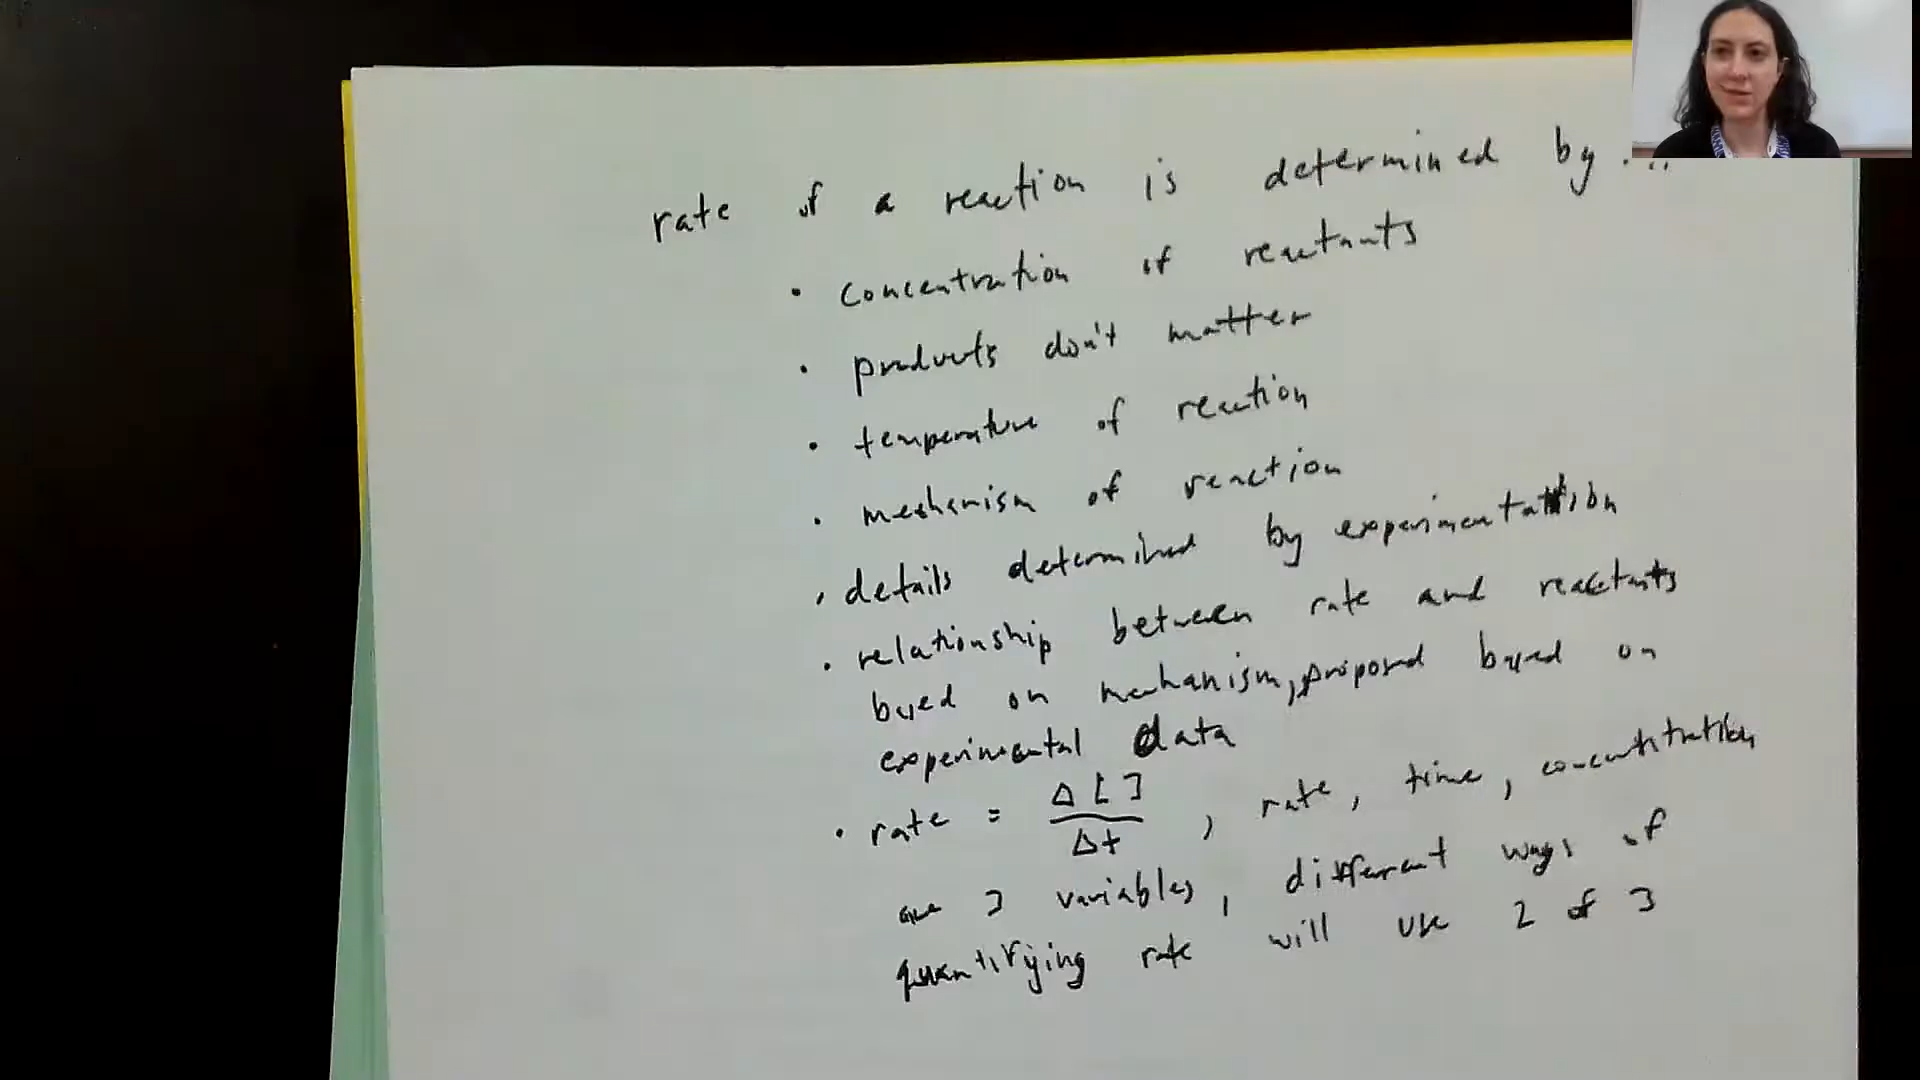 rate of a reaction is determined by...
• concentration of reactants
• products don't matter
• temperature of reaction
• mechanism of reaction
• details determined by experimentation
• relationship between rate and reactants
based on mechanism, proposed based on
experimental data
• rate = Δ[ ]/Δt, rate, time, concentration
are 3 variables, different ways of
quantifying rate will use 2 of 3